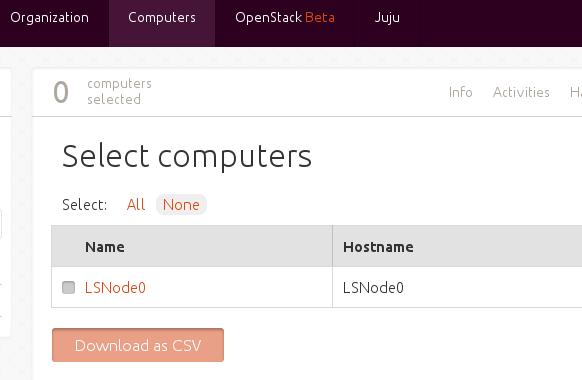 Organization Computers OpenStack Beta Juju
0 computers selected Info Activities
Select computers
Select: All None
Name Hostname
LSNode0 LSNode0
Download as CSV